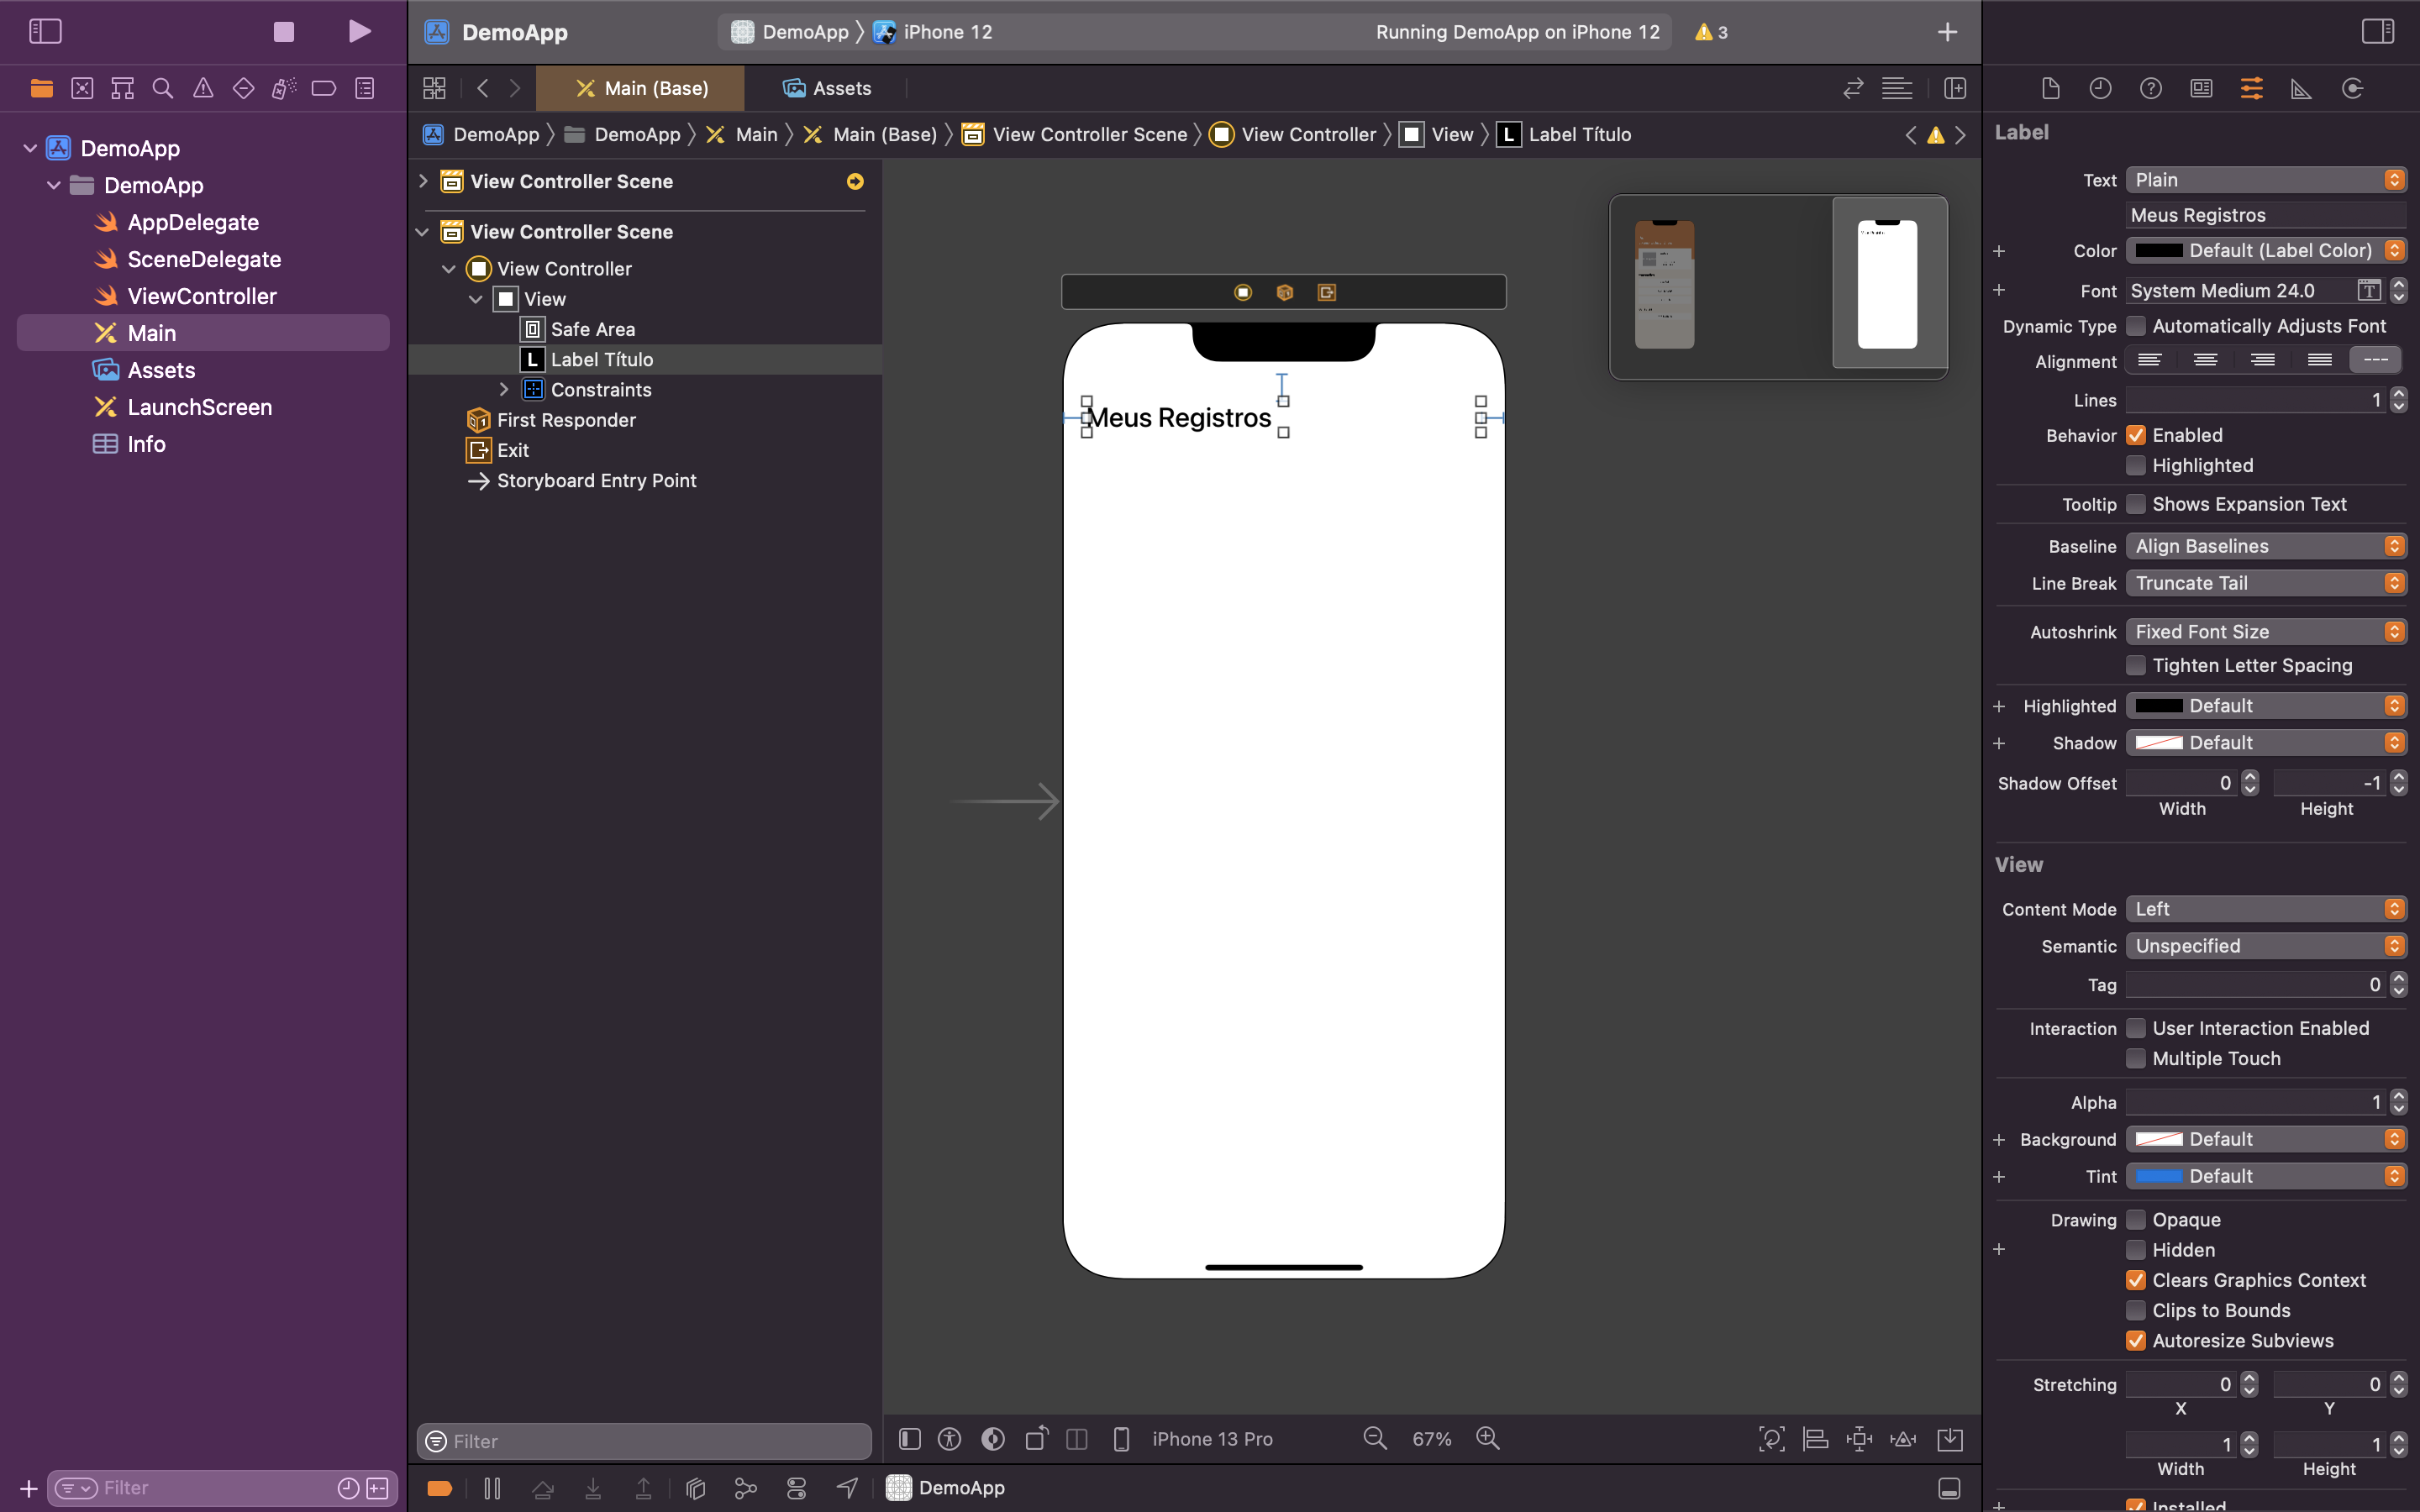 DemoApp
DemoApp
iPhone 12
Running DemoApp on iPhone 12
3
Main (Base)
Assets
DemoApp
DemoApp
Main
Main (Base)
View Controller Scene
View Controller
View
L
Label Título
DemoApp
DemoApp
AppDelegate
SceneDelegate
ViewController
Main
Assets
LaunchScreen
Info
Filter
View Controller Scene
View Controller Scene
View Controller
View
Safe Area
L Label Título
Constraints
First Responder
Exit
Storyboard Entry Point
Filter
Meus Registros
iPhone 13 Pro
67%
DemoApp
Label
Text Plain
Meus Registros
Color Default (Label Color)
Font System Medium 24.0
Dynamic Type Automatically Adjusts Font
Alignment
Lines 1
Behavior Enabled
Highlighted
Tooltip Shows Expansion Text
Baseline Align Baselines
Line Break Truncate Tail
Autoshrink Fixed Font Size
Tighten Letter Spacing
Highlighted Default
Shadow Default
Shadow Offset 0 -1
Width Height
View
Content Mode Left
Semantic Unspecified
Tag 0
Interaction User Interaction Enabled
Multiple Touch
Alpha 1
Background Default
Tint Default
Drawing Opaque
Hidden
Clears Graphics Context
Clips to Bounds
Autoresize Subviews
Stretching 0 0
X Y
1 1
Width Height
Installed